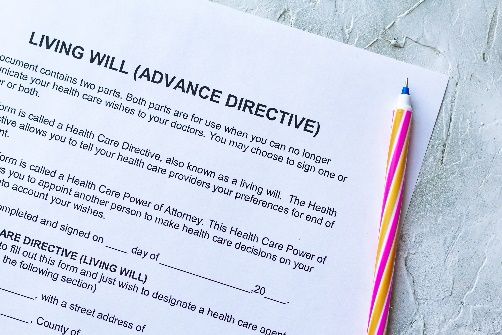 LIVING WILL (ADVANCE DIRECTIVE)
ocument contains two parts. Both parts are for use when you can no longer
nicate your health care wishes to your doctors. You may choose to sign one or
r or both.
orm is called a Health Care Directive, also known as a living will. The Health
tive allows you to tell your health care providers your preferences for end of
nt.
orm is called a Health Care Power of Attorney. This Health Care Power of
s you to appoint another person to make health care decisions on your
nto account your wishes.
ompleted and signed on _____ day of _____________________, 20____.
ARE DIRECTIVE (LIVING WILL)
to fill out this form and just wish to designate a health care agent
the following section)
, with a street address of
, County of